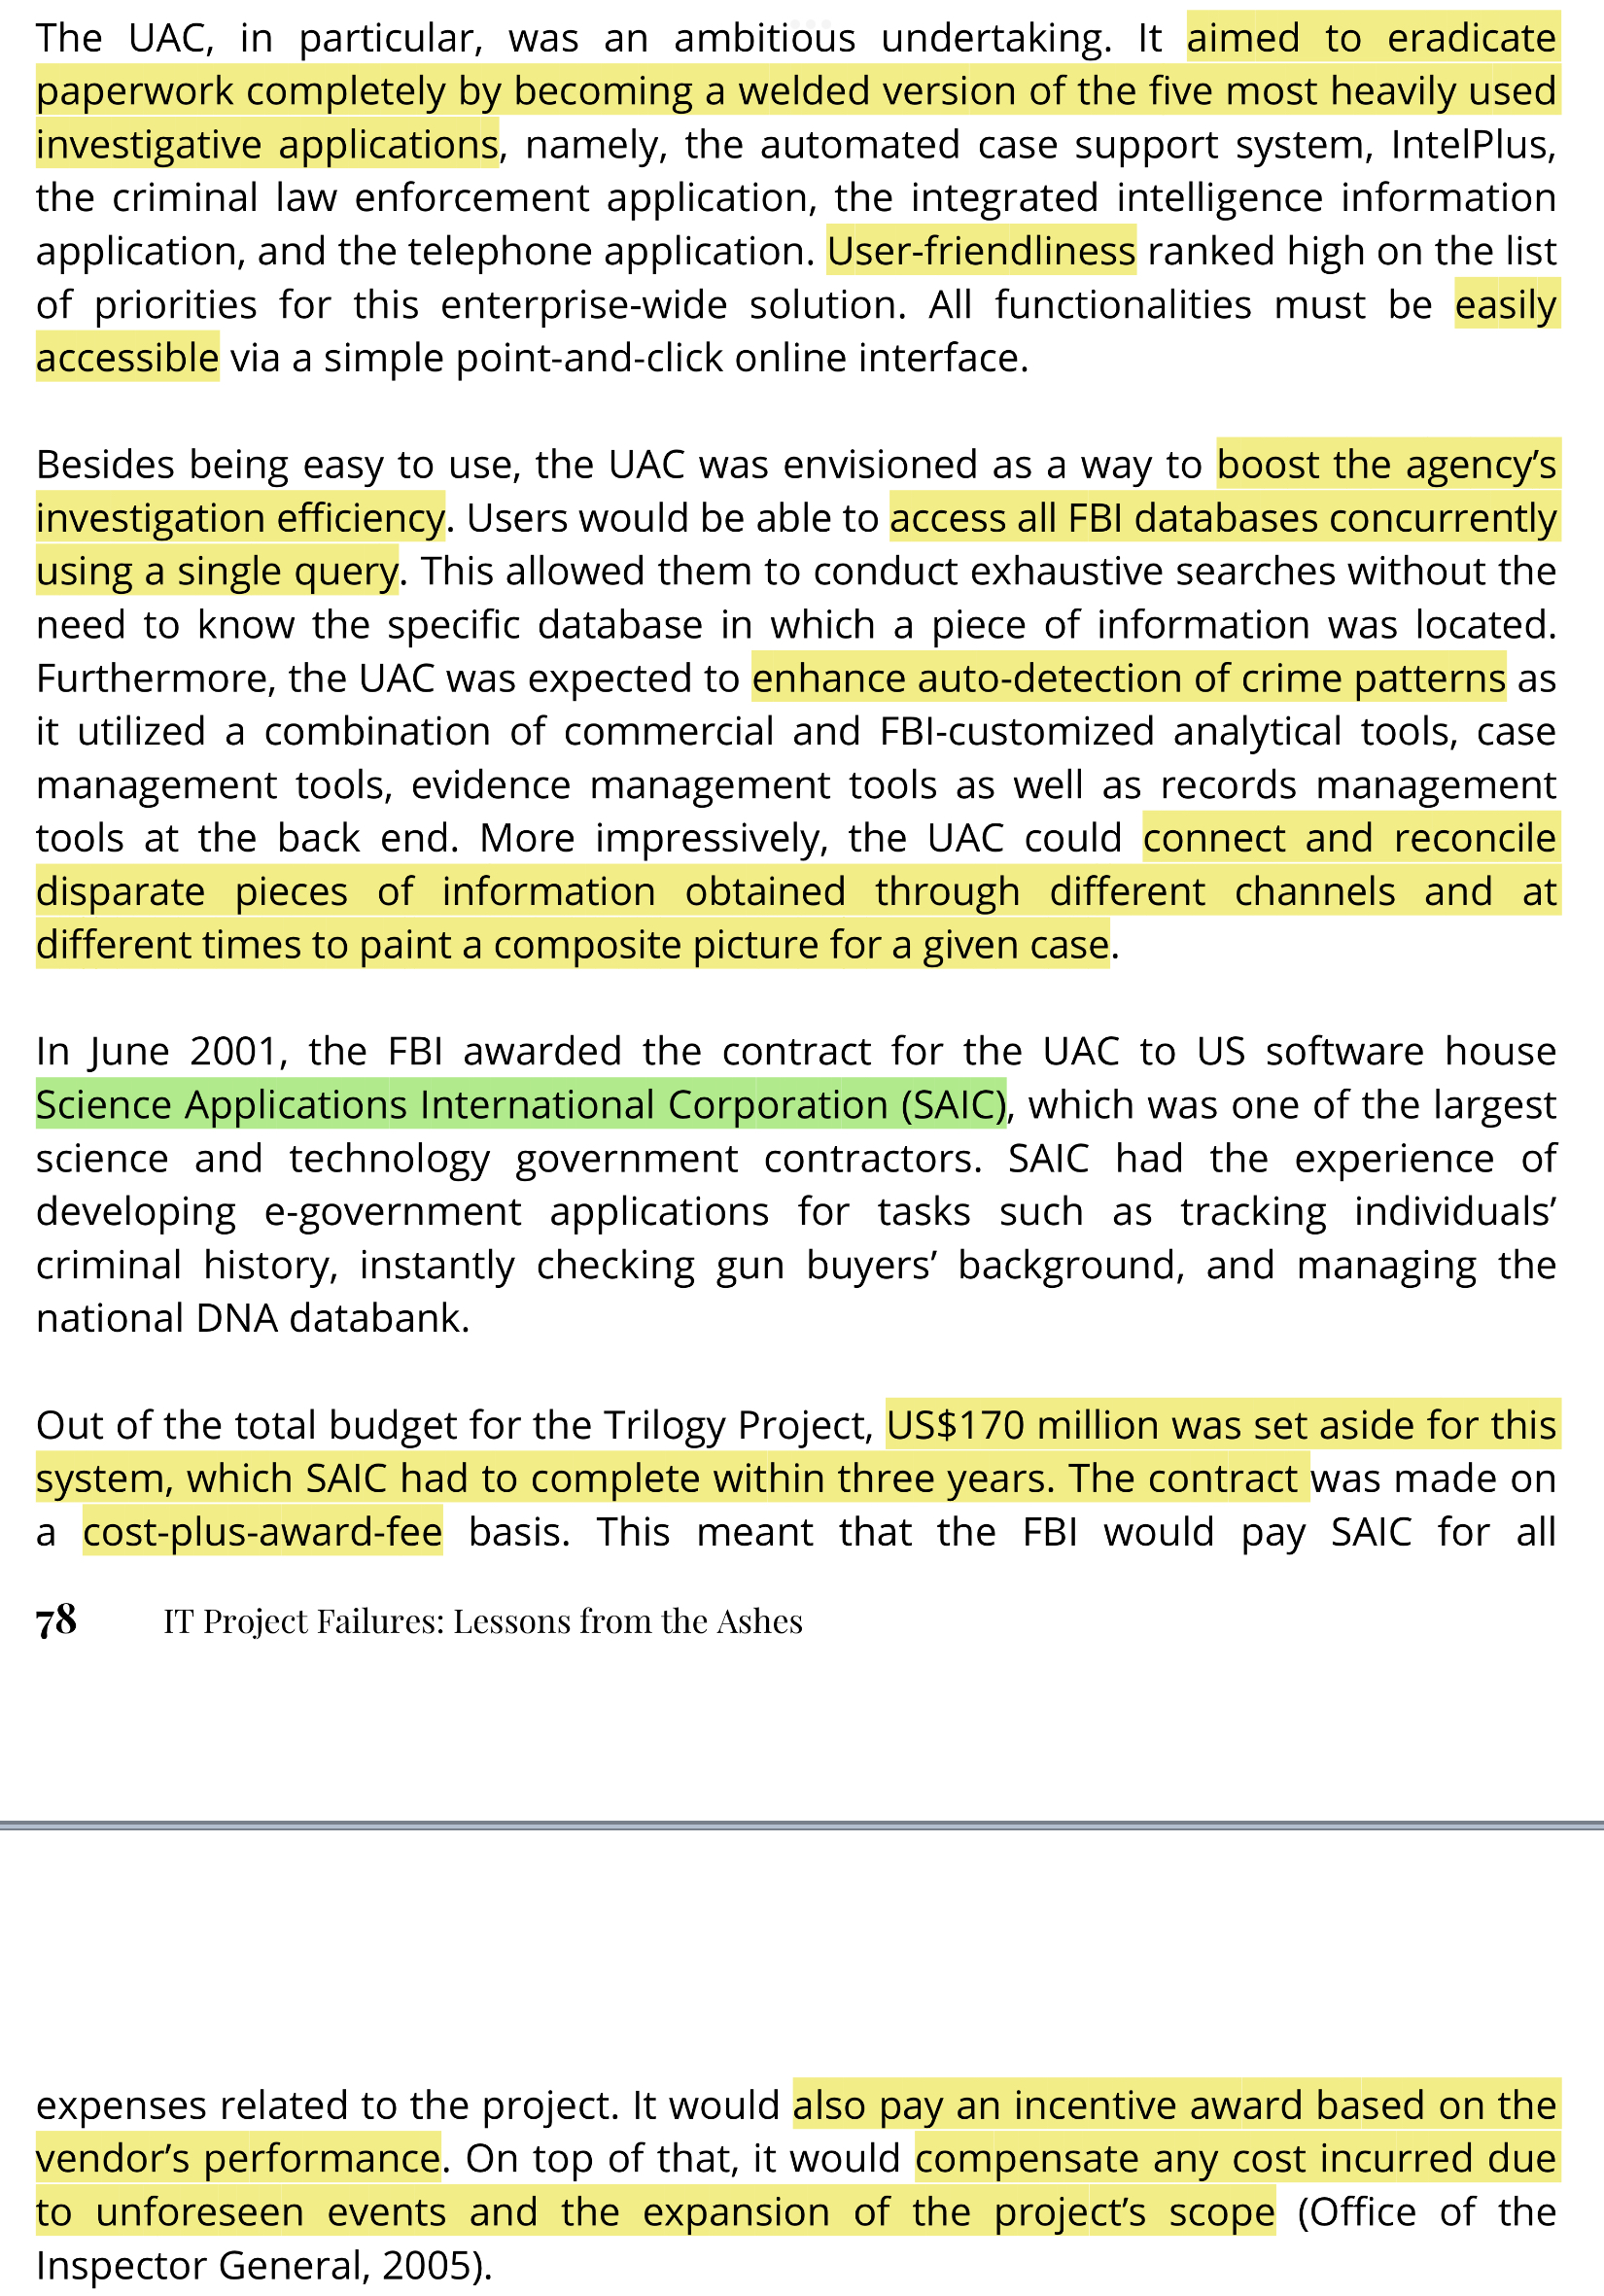 The UAC, in particular, was an ambitious undertaking. It aimed to eradicate
paperwork completely by becoming a welded version of the five most heavily used
investigative applications, namely, the automated case support system, IntelPlus,
the criminal law enforcement application, the integrated intelligence information
application, and the telephone application. User-friendliness ranked high on the list
of priorities for this enterprise-wide solution. All functionalities must be easily
accessible via a simple point-and-click online interface.
Besides being easy to use, the UAC was envisioned as a way to boost the agency’s
investigation efficiency. Users would be able to access all FBI databases concurrently
using a single query. This allowed them to conduct exhaustive searches without the
need to know the specific database in which a piece of information was located.
Furthermore, the UAC was expected to enhance auto-detection of crime patterns as
it utilized a combination of commercial and FBI-customized analytical tools, case
management tools, evidence management tools as well as records management
tools at the back end. More impressively, the UAC could connect and reconcile
disparate pieces of information obtained through different channels and at
different times to paint a composite picture for a given case.
In June 2001, the FBI awarded the contract for the UAC to US software house
Science Applications International Corporation (SAIC), which was one of the largest
science and technology government contractors. SAIC had the experience of
developing e-government applications for tasks such as tracking individuals’
criminal history, instantly checking gun buyers’ background, and managing the
national DNA databank.
Out of the total budget for the Trilogy Project, US$170 million was set aside for this
system, which SAIC had to complete within three years. The contract was made on
a cost-plus-award-fee basis. This meant that the FBI would pay SAIC for all
78 IT Project Failures: Lessons from the Ashes
expenses related to the project. It would also pay an incentive award based on the
vendor’s performance. On top of that, it would compensate any cost incurred due
to unforeseen events and the expansion of the project’s scope (Office of the
Inspector General, 2005).